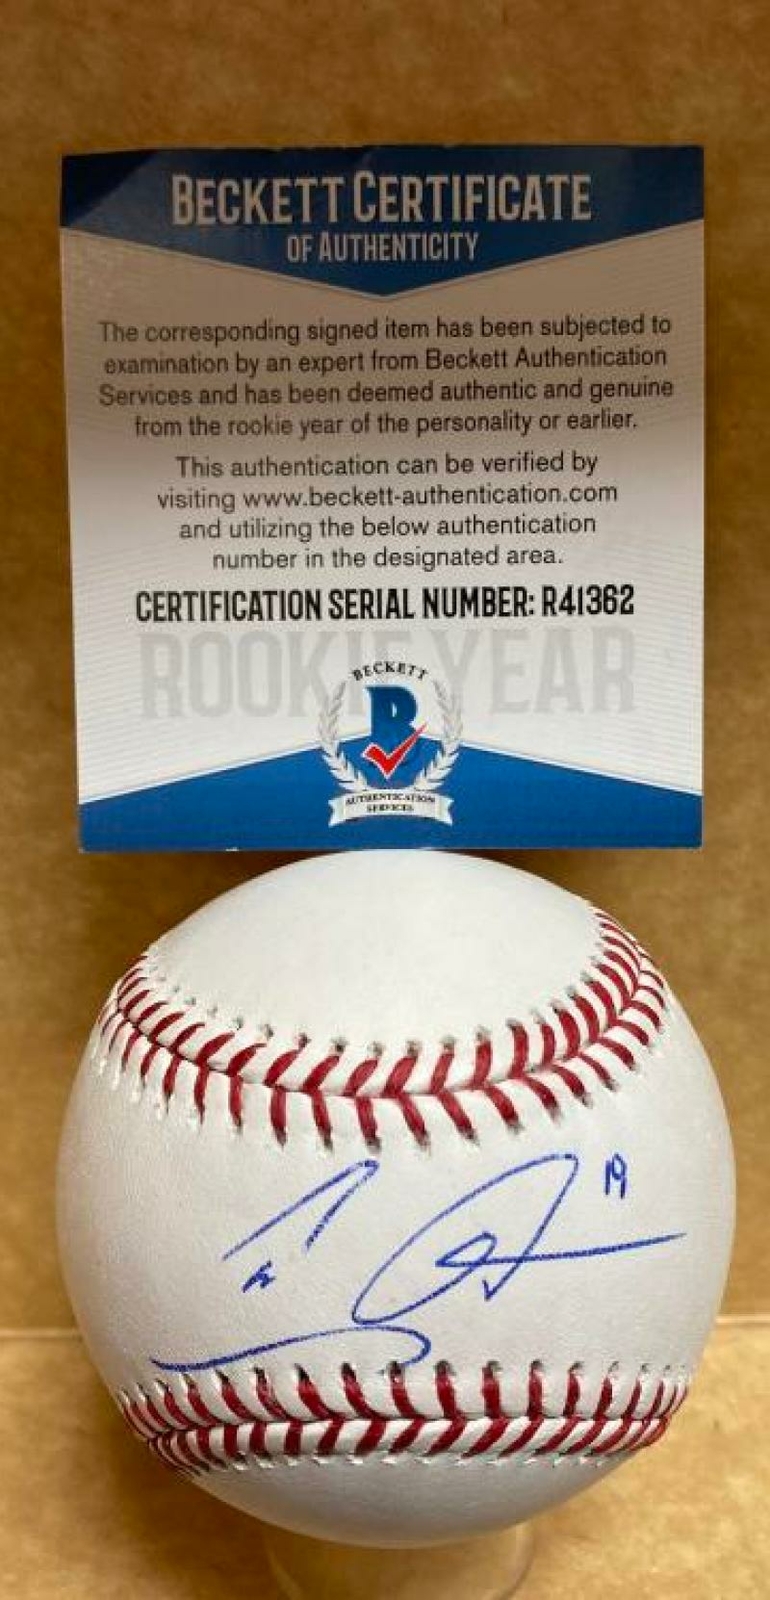 BECKETT CERTIFICATE
OF AUTHENTICITY
The corresponding signed item has been subjected to
examination by an expert from Beckett Authentication
Services and has been deemed authentic and genuine
from the rookie year of the personality or earlier.
This authentication can be verified by
visiting www.beckett-authentication.com
and utilizing the below authentication
number in the designated area.
CERTIFICATION SERIAL NUMBER: R41362
ROOKIE YEAR
BECKETT
B
AUTHENTICATION
SERVICES
19